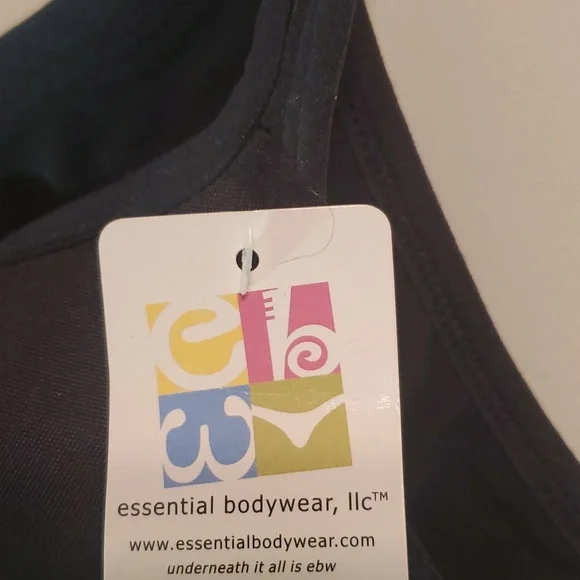 e b
w
essential bodywear, llc™
www.essentialbodywear.com
underneath it all is ebw